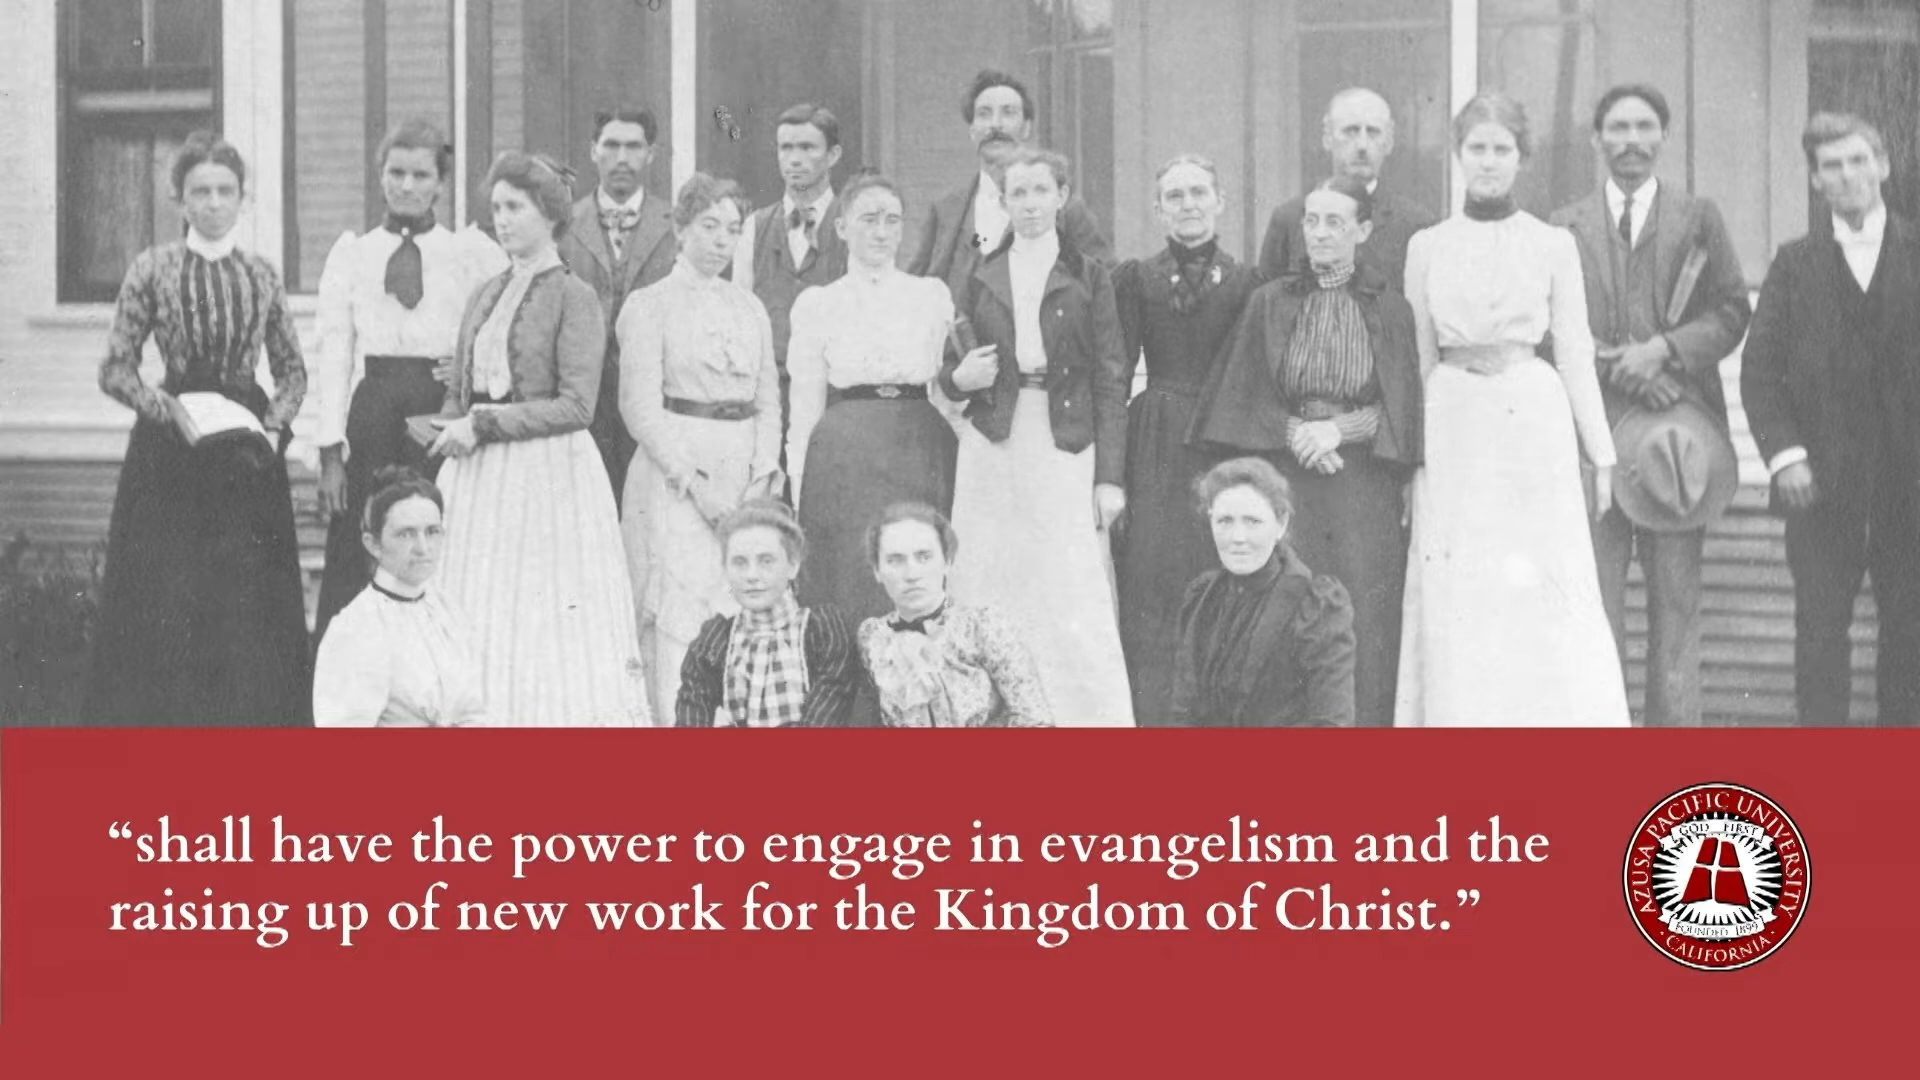 “shall have the power to engage in evangelism and the
raising up of new work for the Kingdom of Christ.”
AZUSA PACIFIC UNIVERSITY
GOD FIRST
FOUNDED 1899
· CALIFORNIA ·